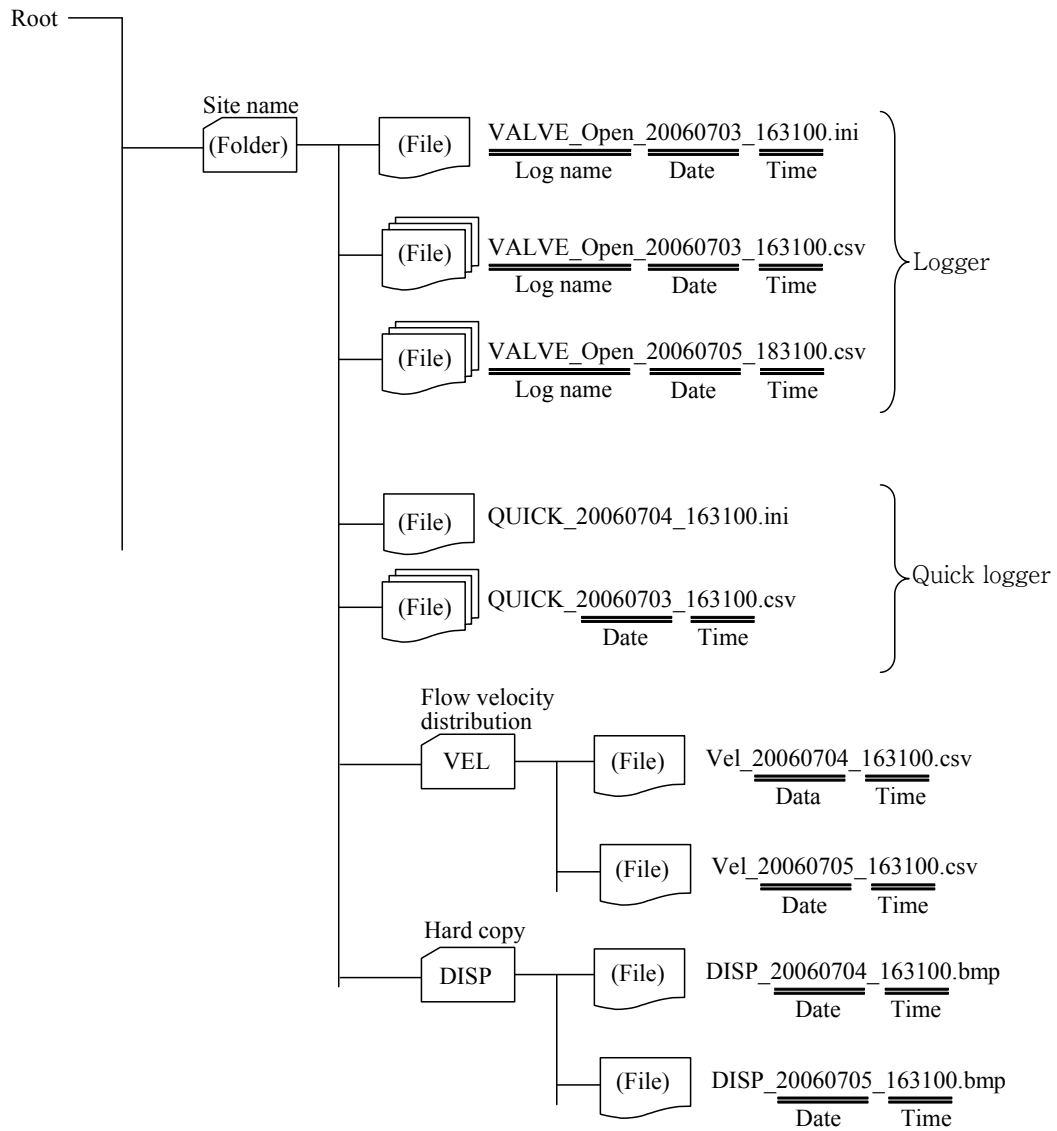 Root
Site name
(Folder)
(File) VALVE_Open_20060703_163100.ini
Log name Date Time
(File) VALVE_Open_20060703_163100.csv
Log name Date Time
Logger
(File) VALVE_Open_20060705_183100.csv
Log name Date Time
(File) QUICK_20060704_163100.ini
Quick logger
(File) QUICK_20060703_163100.csv
Date Time
Flow velocity
distribution
VEL
(File) Vel_20060704_163100.csv
Data Time
(File) Vel_20060705_163100.csv
Date Time
Hard copy
DISP
(File) DISP_20060704_163100.bmp
Date Time
(File) DISP_20060705_163100.bmp
Date Time